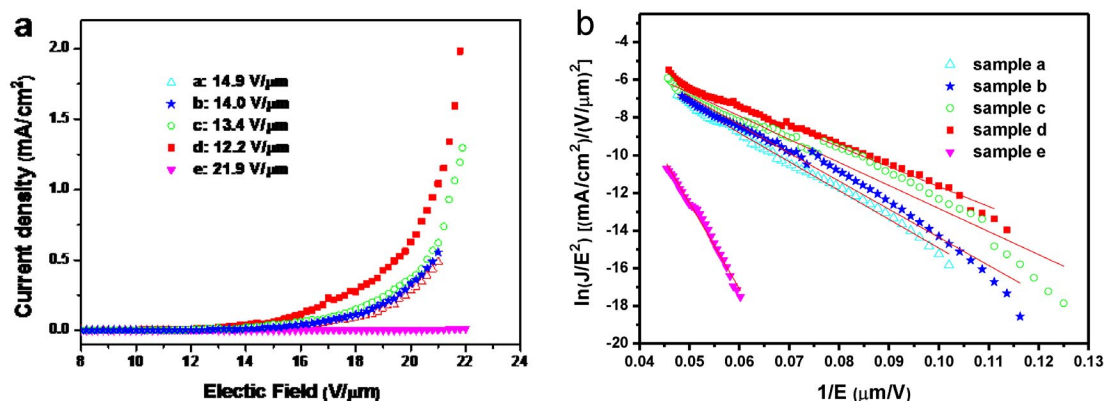 a
Current density (mA/cm²)
2.0
1.5
1.0
0.5
0.0
a: 14.9 V/μm
b: 14.0 V/μm
c: 13.4 V/μm
d: 12.2 V/μm
e: 21.9 V/μm
8 10 12 14 16 18 20 22 24
Electic Field (V/μm)
b
ln(J/E²) [(mA/cm²)/(V/μm)²]
-4
-6
-8
-10
-12
-14
-16
-18
-20
sample a
sample b
sample c
sample d
sample e
0.04 0.05 0.06 0.07 0.08 0.09 0.10 0.11 0.12 0.13
1/E (μm/V)